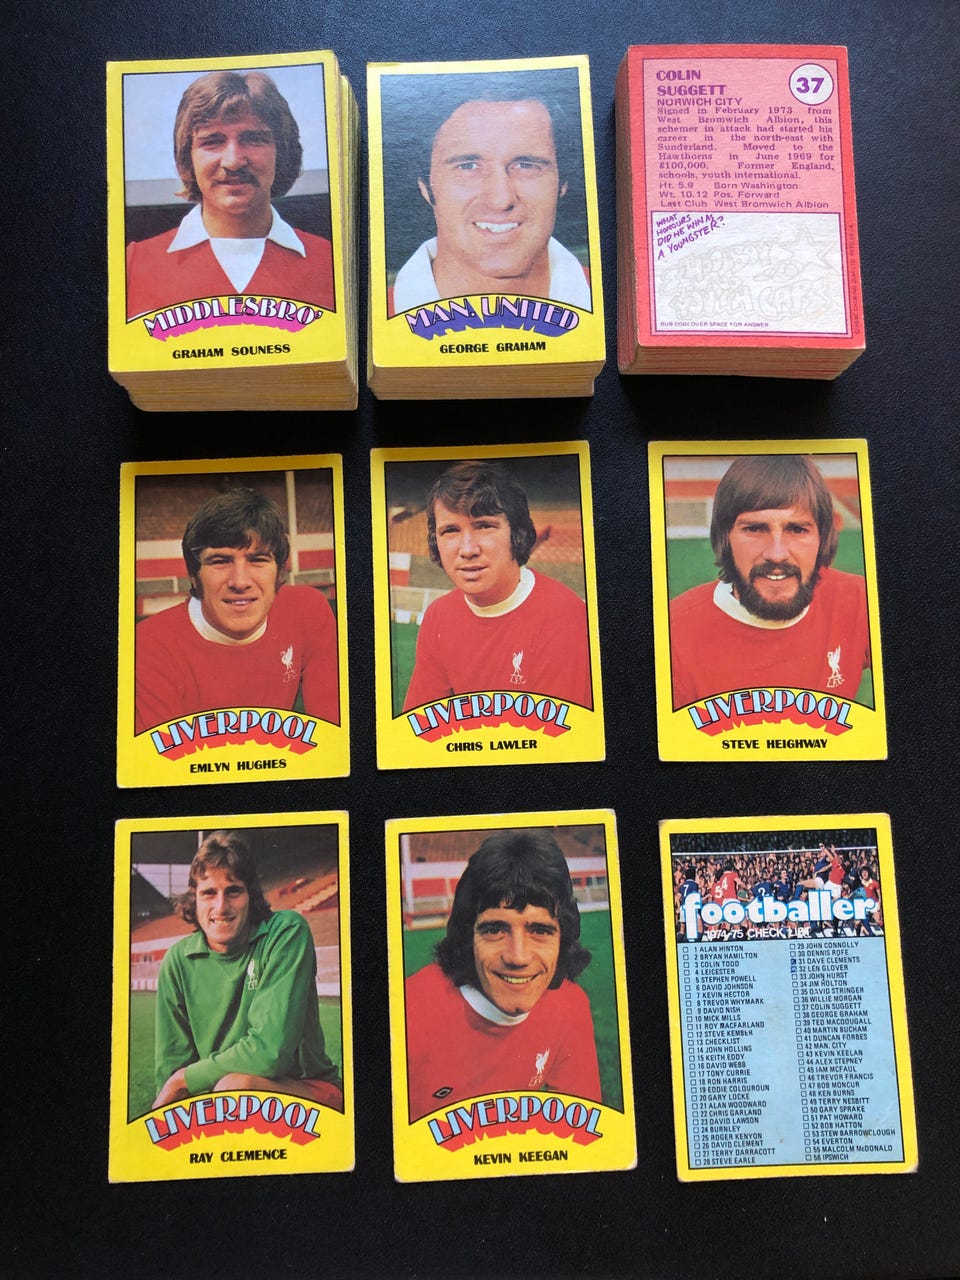 MIDDLESBRO'
GRAHAM SOUNESS
MAN. UNITED
GEORGE GRAHAM
COLIN
SUGGETT
37
NORWICH CITY
Signed in February 1973 from
West Bromwich Albion, this
schemer in attack had started his
career in the north-east with
Sunderland. Moved to the
Hawthorns in June 1969 for
£100,000. Former England,
schools, youth international.
Ht. 5.9 Born Washington
Wt. 10.12 Pos. Forward
Last Club West Bromwich Albion
WHAT
HONOURS
DID HE WIN AS
A YOUNGSTER?
SCHOOLBOY
YOUTH CAPS
RUB COIN OVER SPACE FOR ANSWER
LIVERPOOL
EMLYN HUGHES
L.F.C.
LIVERPOOL
CHRIS LAWLER
L.F.C.
LIVERPOOL
STEVE HEIGHWAY
LIVERPOOL
RAY CLEMENCE
LIVERPOOL
KEVIN KEEGAN
footballer
1974-75 CHECK LIST
1 ALAN HINTON
2 BRYAN HAMILTON
3 COLIN TODD
4 LEICESTER
5 STEPHEN POWELL
6 DAVID JOHNSON
7 KEVIN HECTOR
8 TREVOR WHYMARK
9 DAVID NISH
10 MICK MILLS
11 ROY MACFARLAND
12 STEVE KEMBER
13 CHECKLIST
14 JOHN HOLLINS
15 KEITH EDDY
16 DAVID WEBB
17 TONY CURRIE
18 RON HARRIS
19 EDDIE COLQUROUN
20 GARY LOCKE
21 ALAN WOODWARD
22 CHRIS GARLAND
23 DAVID LAWSON
24 BURNLEY
25 ROGER KENYON
26 DAVID CLEMENT
27 TERRY DARRACOTT
28 STEVE EARLE
29 JOHN CONNOLLY
30 DENNIS ROFE
31 DAVE CLEMENTS
32 LEN GLOVER
33 JOHN HURST
34 JIM HOLTON
35 DAVID STRINGER
36 WILLIE MORGAN
37 COLIN SUGGETT
38 GEORGE GRAHAM
39 TED MACDOUGALL
40 MARTIN BUCHAM
41 DUNCAN FORBES
42 MAN. CITY
43 KEVIN KEELAN
44 ALEX STEPNEY
45 IAM MCFAUL
46 TREVOR FRANCIS
47 BOB MONCUR
48 KEN BURNS
49 TERRY NESBITT
50 GARY SPRAKE
51 PAT HOWARD
52 BOB HATTON
53 STEW BARROWCLOUGH
54 EVERTON
55 MALCOLM McDONALD
56 IPSWICH